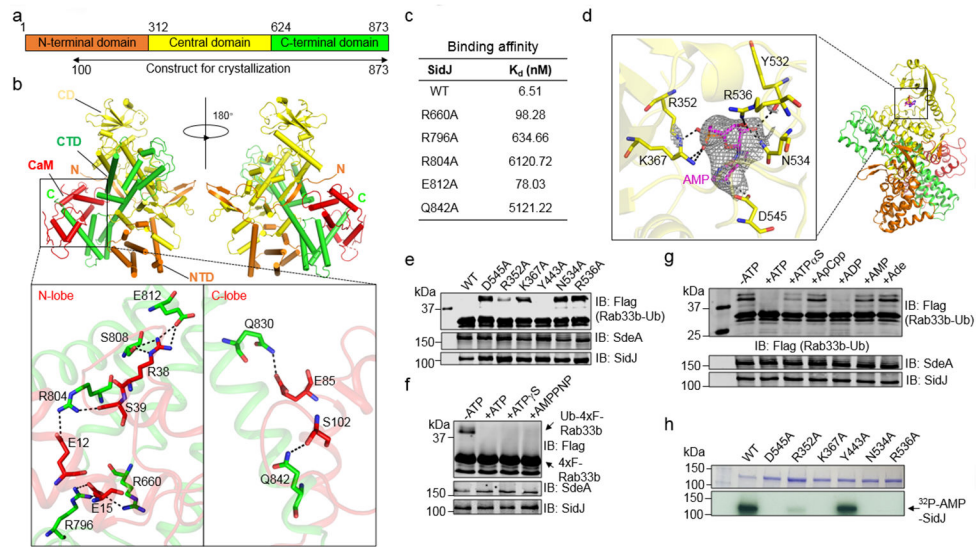 a
1 312 624 873
N-terminal domain Central domain C-terminal domain
100 Construct for crystallization 873
b
CD
180°
CTD
CaM
N
N
C
C
NTD
N-lobe
E812
S808
R38
R804
S39
E12
R660
E15
R796
C-lobe
Q830
E85
S102
Q842
c
Binding affinity
SidJ Kd (nM)
WT 6.51
R660A 98.28
R796A 634.66
R804A 6120.72
E812A 78.03
Q842A 5121.22
d
Y532
R536
R352
K367
N534
AMP
D545
e
WT D545A R352A K367A Y443A N534A R536A
kDa
37
IB: Flag
(Rab33b-Ub)
150
IB: SdeA
100
IB: SidJ
f
-ATP +ATP +ATPγS +AMPPNP
kDa
37
Ub-4xF-
Rab33b
IB: Flag
4xF-
Rab33b
150
IB: SdeA
100
IB: SidJ
g
-ATP +ATP +ATPαS +ApCpp +ADP +AMP +Ade
kDa
37
25
IB: Flag
(Rab33b-Ub)
IB: Flag (Rab33b-Ub)
150
IB: SdeA
100
IB: SidJ
h
WT D545A R352A K367A Y443A N534A R536A
kDa
150
100
150
100
32P-AMP
-SidJ